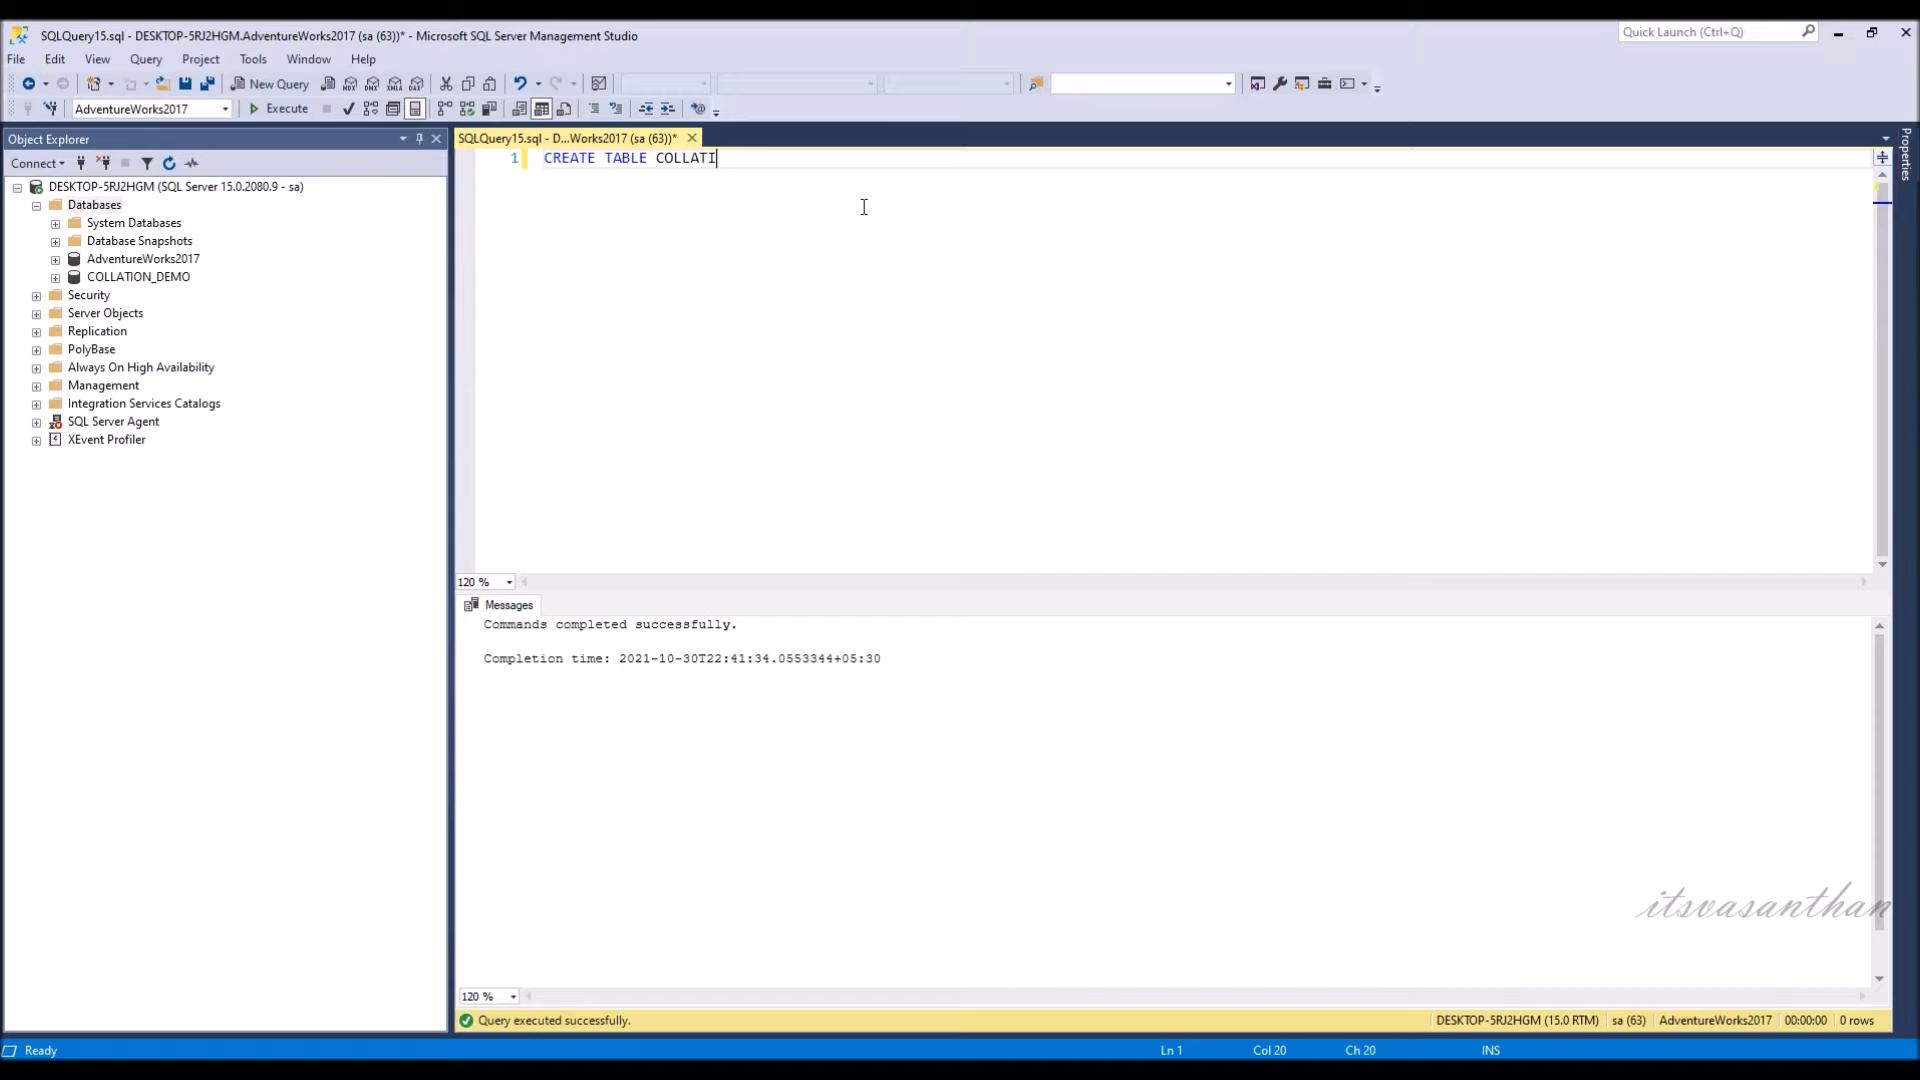 SQLQuery15.sql - DESKTOP-5RJ2HGM.AdventureWorks2017 (sa (63))* - Microsoft SQL Server Management Studio
Quick Launch (Ctrl+Q)
File Edit View Query Project Tools Window Help
New Query
AdventureWorks2017 Execute
Object Explorer
Connect
DESKTOP-5RJ2HGM (SQL Server 15.0.2080.9 - sa)
Databases
System Databases
Database Snapshots
AdventureWorks2017
COLLATION_DEMO
Security
Server Objects
Replication
PolyBase
Always On High Availability
Management
Integration Services Catalogs
SQL Server Agent
XEvent Profiler
SQLQuery15.sql - D...Works2017 (sa (63))*
1 CREATE TABLE COLLATI
120 %
Messages
Commands completed successfully.
Completion time: 2021-10-30T22:41:34.0553344+05:30
120 %
Query executed successfully.
DESKTOP-5RJ2HGM (15.0 RTM) sa (63) AdventureWorks2017 00:00:00 0 rows
Properties
itsvasanthan
Ready Ln 1 Col 20 Ch 20 INS